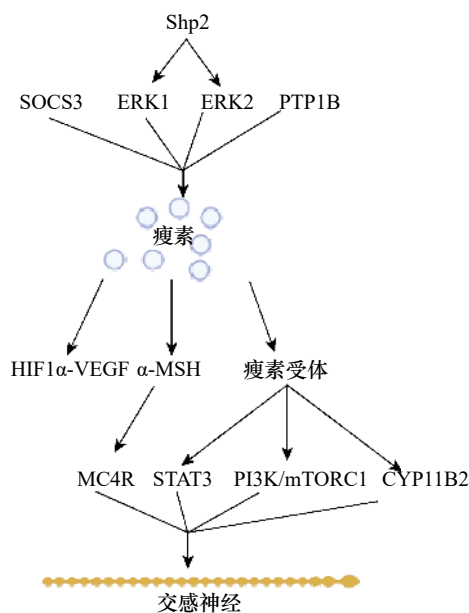 Shp2
SOCS3 ERK1 ERK2 PTP1B
瘦素
HIF1α-VEGF α-MSH 瘦素受体
MC4R STAT3 PI3K/mTORC1 CYP11B2
交感神经